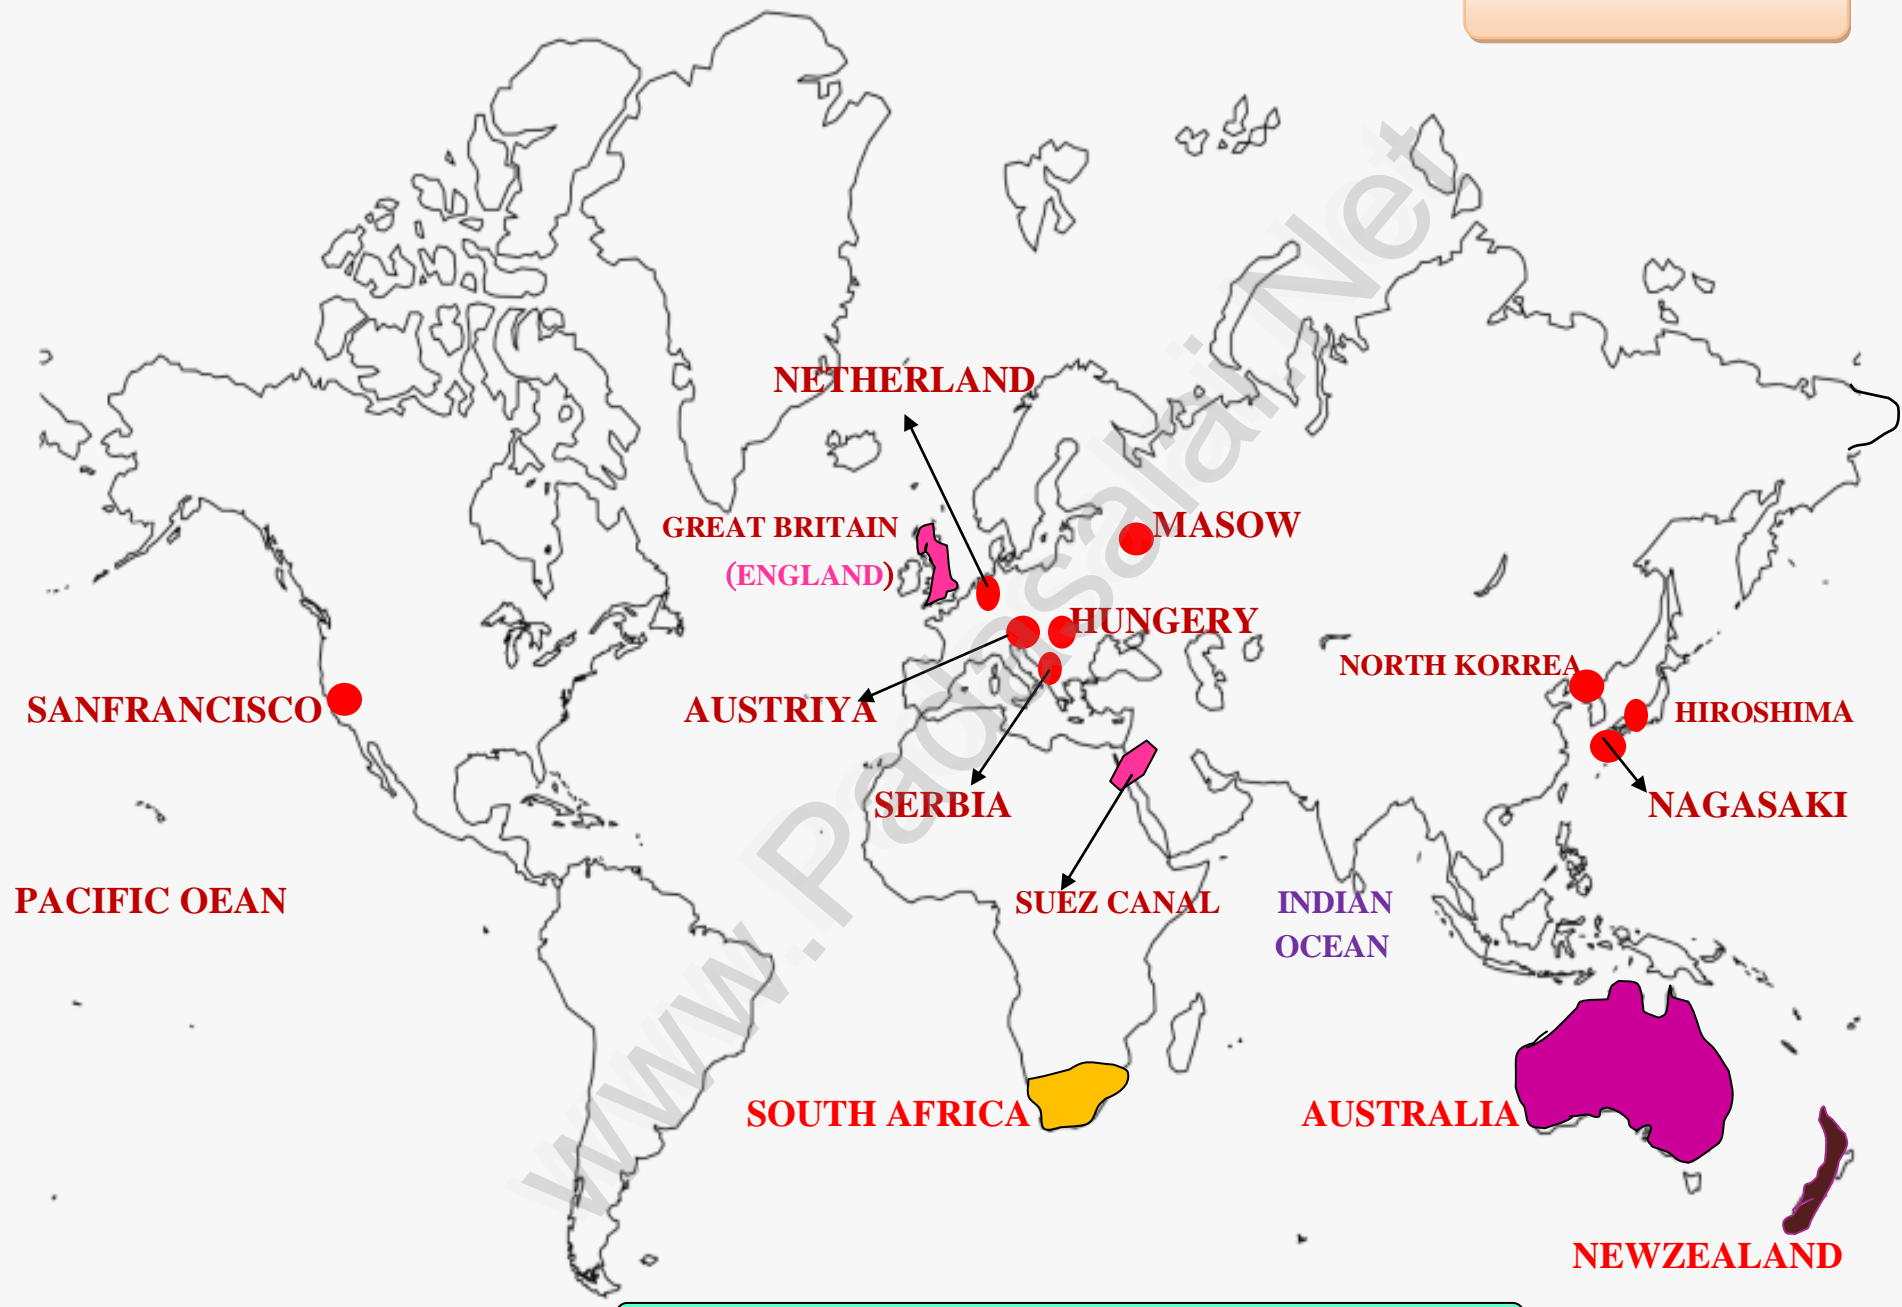 NETHERLAND
GREAT BRITAIN
(ENGLAND)
MASOW
HUNGERY
NORTH KORREA
SANFRANCISCO
AUSTRIYA
HIROSHIMA
SERBIA
NAGASAKI
PACIFIC OEAN
SUEZ CANAL
INDIAN
OCEAN
SOUTH AFRICA
AUSTRALIA
NEWZEALAND
www.Padasalai.Net